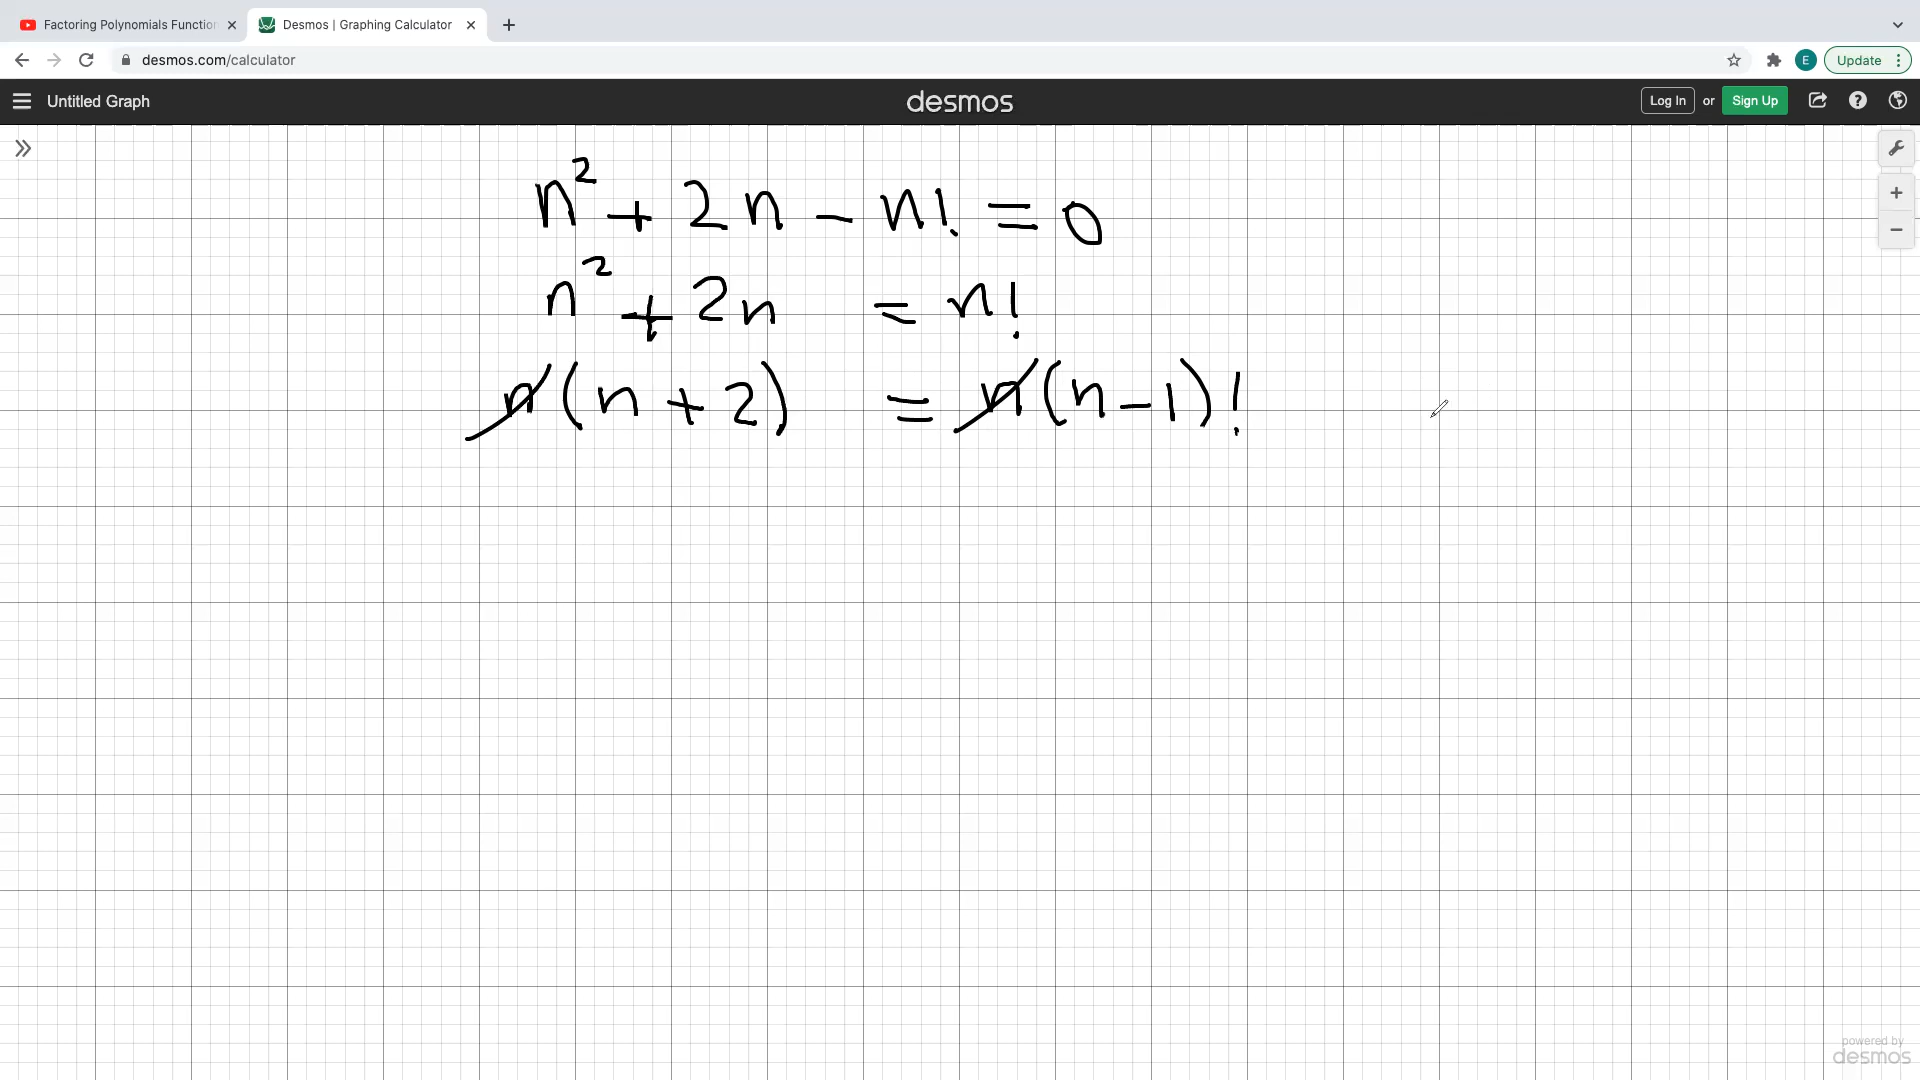 Factoring Polynomials Functio
Desmos | Graphing Calculator
desmos.com/calculator
E
Update
Untitled Graph
desmos
Log In or Sign Up
n² + 2n - n! = 0
n² + 2n = n!
n(n + 2) = n(n - 1)!
powered by
desmos